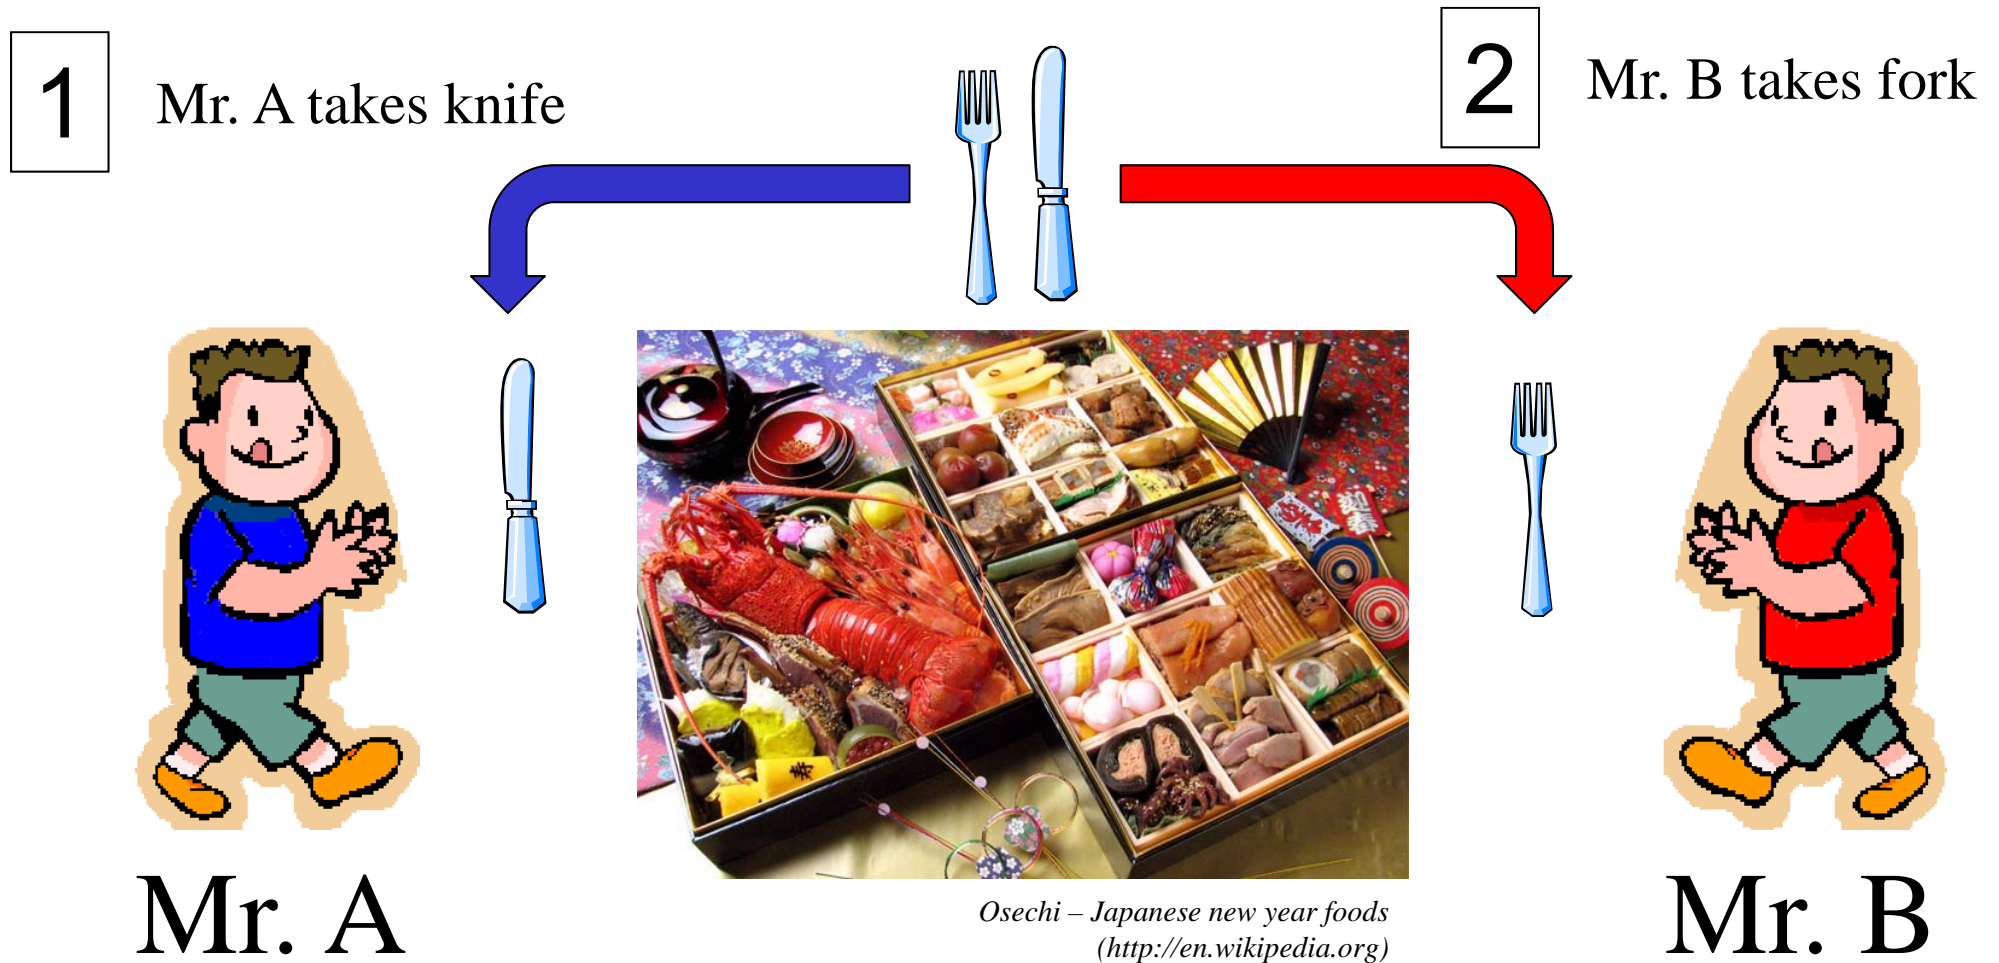 1
Mr. A takes knife
2
Mr. B takes fork
寿
Mr. A
Osechi – Japanese new year foods
(http://en.wikipedia.org)
Mr. B